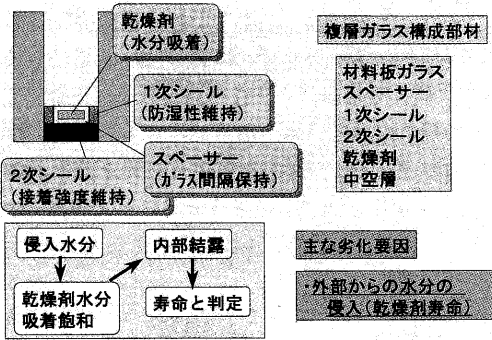 乾燥剤
(水分吸着)
1次シール
(防湿性維持)
スペーサー
(ガラス間隔保持)
2次シール
(接着強度維持)
複層ガラス構成部材
材料板ガラス
スペーサー
1次シール
2次シール
乾燥剤
中空層
侵入水分
乾燥剤水分
吸着飽和
内部結露
寿命と判定
主な劣化要因
・外部からの水分の
侵入(乾燥剤寿命)